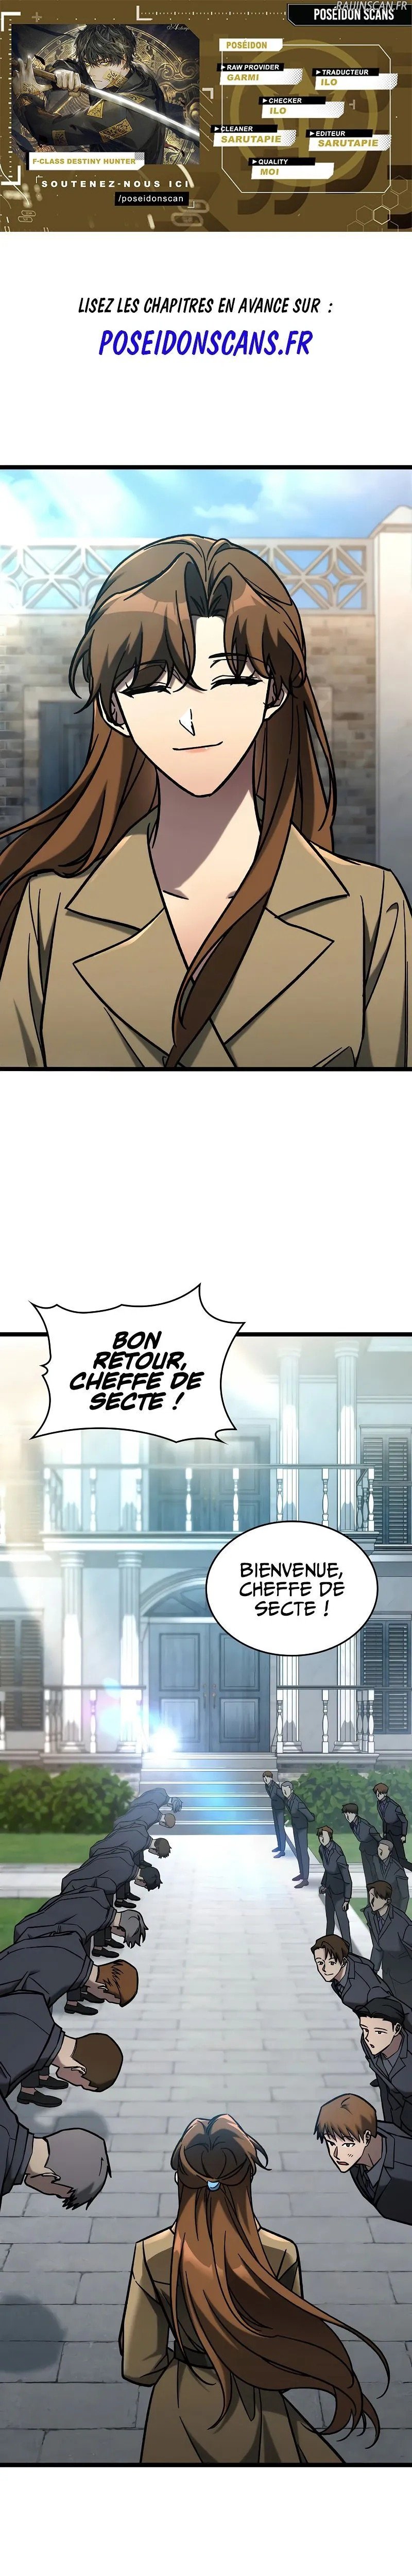 RAIJINSCAN.FR
POSÉIDON SCANS
POSÉIDON
▶RAW PROVIDER
GARMI
▶TRADUCTEUR
ILO
▶CHECKER
ILO
▶CLEANER
SARUTAPIE
▶EDITEUR
SARUTAPIE
▶QUALITY
MOI
F-CLASS DESTINY HUNTER
SOUTENEZ-NOUS ICI
/poseidonscan
LISEZ LES CHAPITRES EN AVANCE SUR :
POSEIDONSCANS.FR
BON
RETOUR,
CHEFFE DE
SECTE !
BIENVENUE,
CHEFFE DE
SECTE !